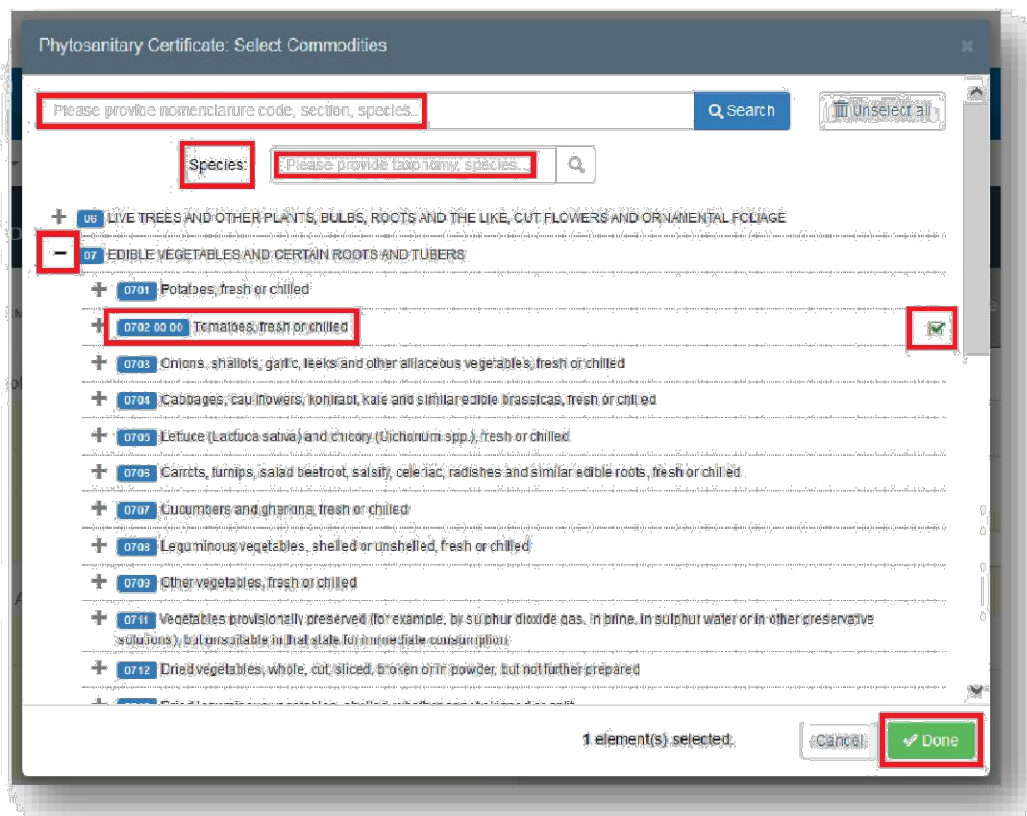 Phytosanitary Certificate: Select Commodities
Please provide nomenclature code, section, species..
Search
Unselect all
Species:
Please provide taxonomy, species...
06 LIVE TREES AND OTHER PLANTS, BULBS, ROOTS AND THE LIKE, CUT FLOWERS AND ORNAMENTAL FOLIAGE
07 EDIBLE VEGETABLES AND CERTAIN ROOTS AND TUBERS
0701 Potatoes, fresh or chilled
0702 00 00 Tomatoes, fresh or chilled
0703 Onions, shallots, garlic, leeks and other alliaceous vegetables, fresh or chilled
0704 Cabbages, cauliflowers, kohlrabi, kale and similar edible brassicas, fresh or chilled
0705 Lettuce (Lactuca sativa) and chicory (Cichorium spp.), fresh or chilled
0706 Carrots, turnips, salad beetroot, salsify, celeriac, radishes and similar edible roots, fresh or chilled
0707 Cucumbers and gherkins, fresh or chilled
0708 Leguminous vegetables, shelled or unshelled, fresh or chilled
0709 Other vegetables, fresh or chilled
0711 Vegetables provisionally preserved (for example, by sulphur dioxide gas, in brine, in sulphur water or in other preservative
solutions), but unsuitable in that state for immediate consumption
0712 Dried vegetables, whole, cut, sliced, broken or in powder, but not further prepared
1 element(s) selected.
Cancel
Done